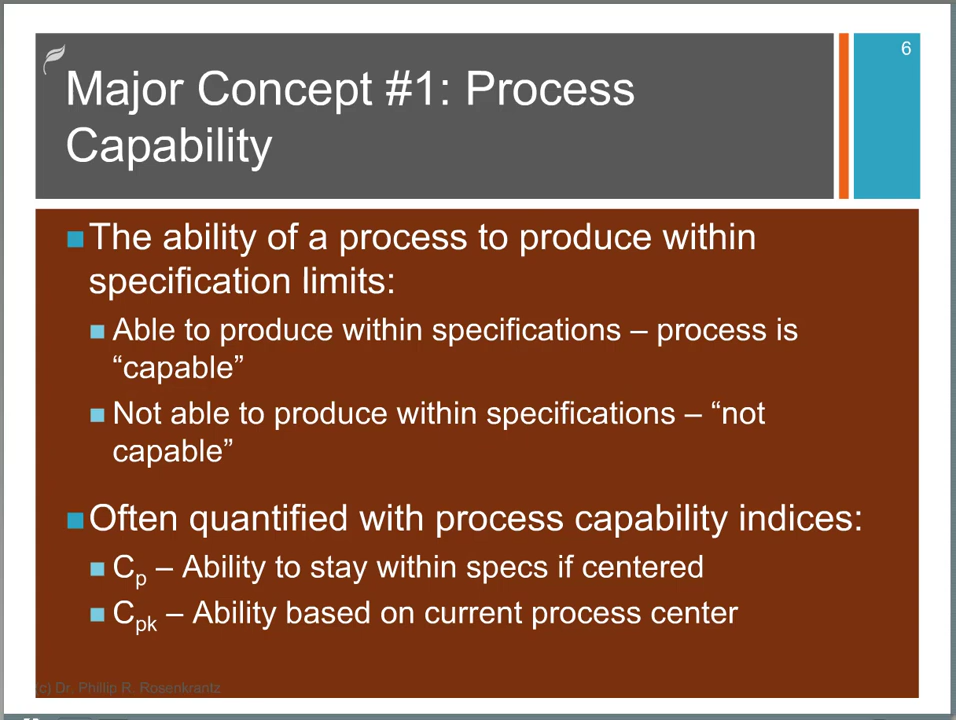 6
Major Concept #1: Process
Capability
The ability of a process to produce within
specification limits:
Able to produce within specifications – process is
“capable”
Not able to produce within specifications – “not
capable”
Often quantified with process capability indices:
Cp – Ability to stay within specs if centered
Cpk – Ability based on current process center
(c) Dr. Phillip R. Rosenkrantz